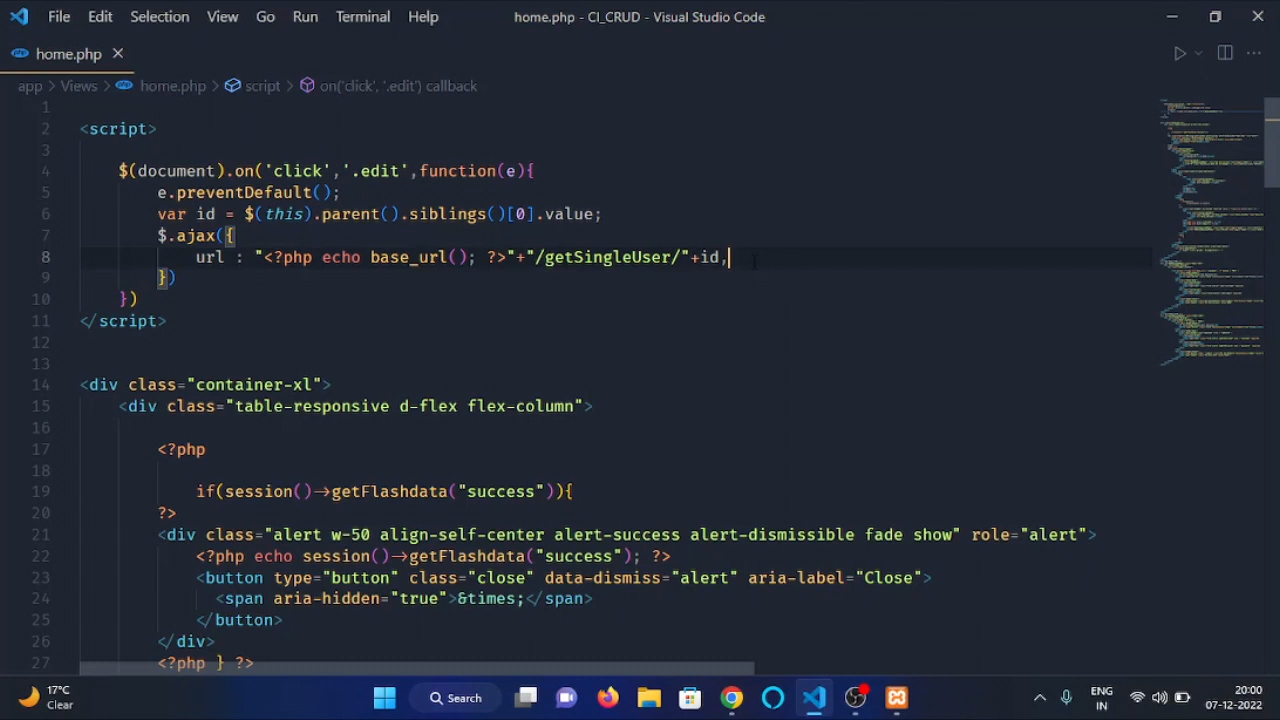 File Edit Selection View Go Run Terminal Help home.php - CI_CRUD - Visual Studio Code
home.php
app > Views > home.php > script > on('click', '.edit') callback
1
2 <script>
3
4 $(document).on('click','.edit',function(e){
5 e.preventDefault();
6 var id = $(this).parent().siblings()[0].value;
7 $.ajax({
8 url : "<?php echo base_url(); ?>"+"/getSingleUser/"+id,
9 })
10 })
11 </script>
12
13
14 <div class="container-xl">
15 <div class="table-responsive d-flex flex-column">
16
17 <?php
18
19 if(session()->getFlashdata("success")){
20 ?>
21 <div class="alert w-50 align-self-center alert-success alert-dismissible fade show" role="alert">
22 <?php echo session()->getFlashdata("success"); ?>
23 <button type="button" class="close" data-dismiss="alert" aria-label="Close">
24 <span aria-hidden="true">&times;</span>
25 </button>
26 </div>
27 <?php } ?>
17°C
Clear
Search
ENG
IN
20:00
07-12-2022